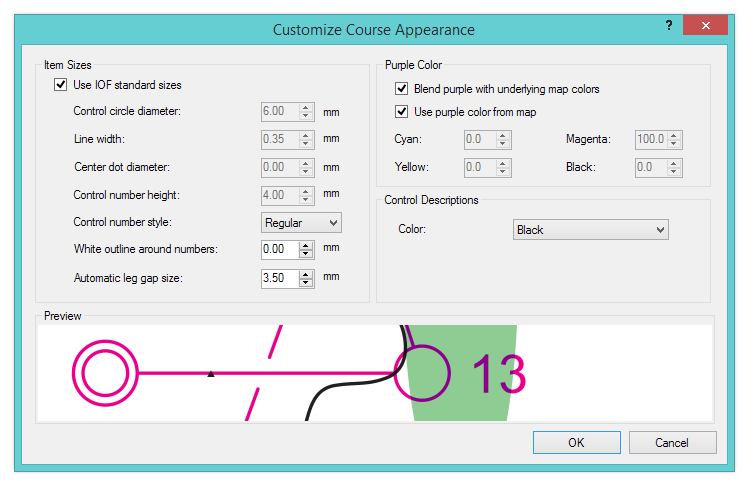 Customize Course Appearance
?
Item Sizes
Use IOF standard sizes
Control circle diameter: 6.00 mm
Line width: 0.35 mm
Center dot diameter: 0.00 mm
Control number height: 4.00 mm
Control number style: Regular
White outline around numbers: 0.00 mm
Automatic leg gap size: 3.50 mm
Purple Color
Blend purple with underlying map colors
Use purple color from map
Cyan: 0.0 Magenta: 100.0
Yellow: 0.0 Black: 0.0
Control Descriptions
Color: Black
Preview
13
OK Cancel